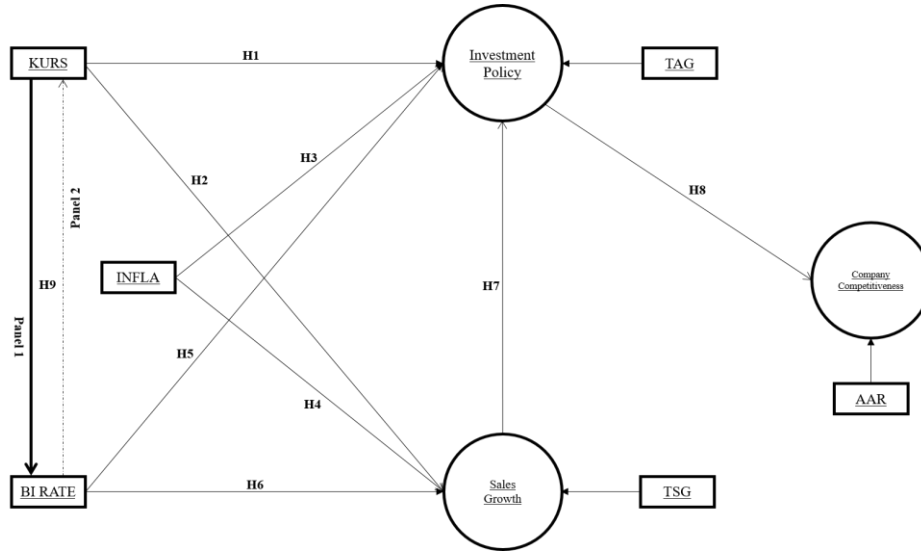 KURS
H1
Investment
Policy
TAG
H2
H3
Panel 2
H8
INFLA
H9
H7
Company
Competitiveness
Panel 1
H5
H4
AAR
BI RATE
H6
Sales
Growth
TSG